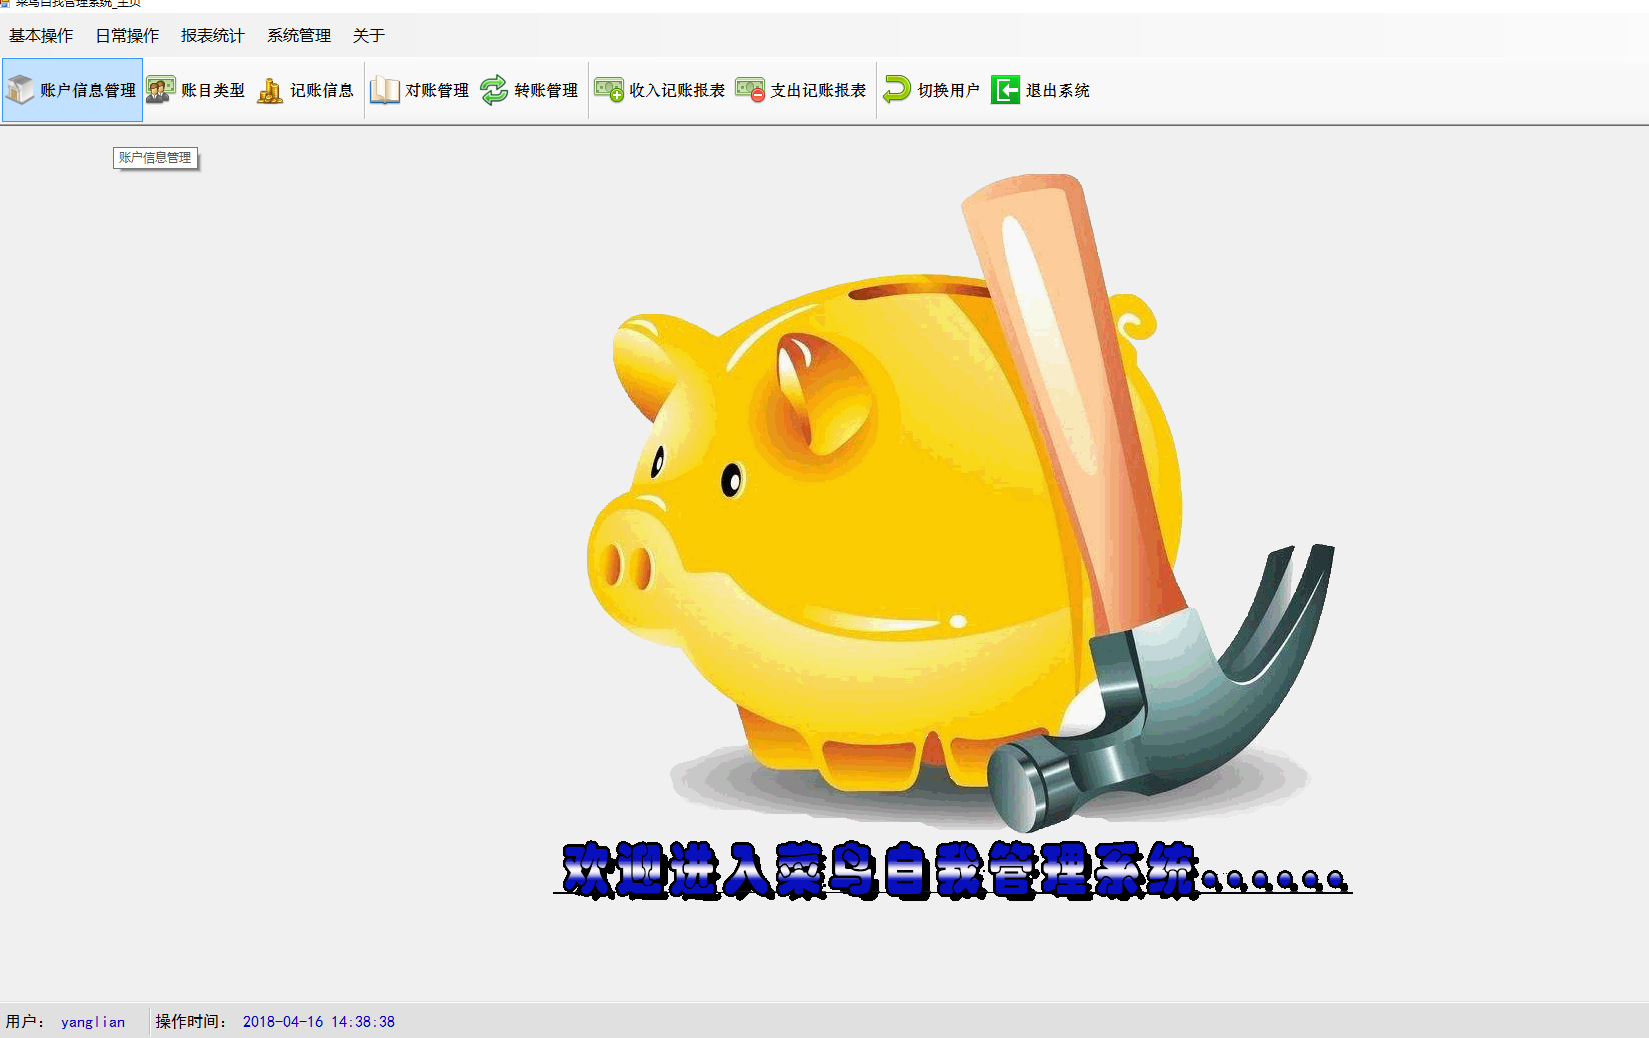 菜鸟自我管理系统_主页
基本操作 日常操作 报表统计 系统管理 关于
账户信息管理 账目类型 记账信息 对账管理 转账管理 收入记账报表 支出记账报表 切换用户 退出系统
账户信息管理
欢迎进入菜鸟自我管理系统......
用户： yanglian 操作时间： 2018-04-16 14:38:38